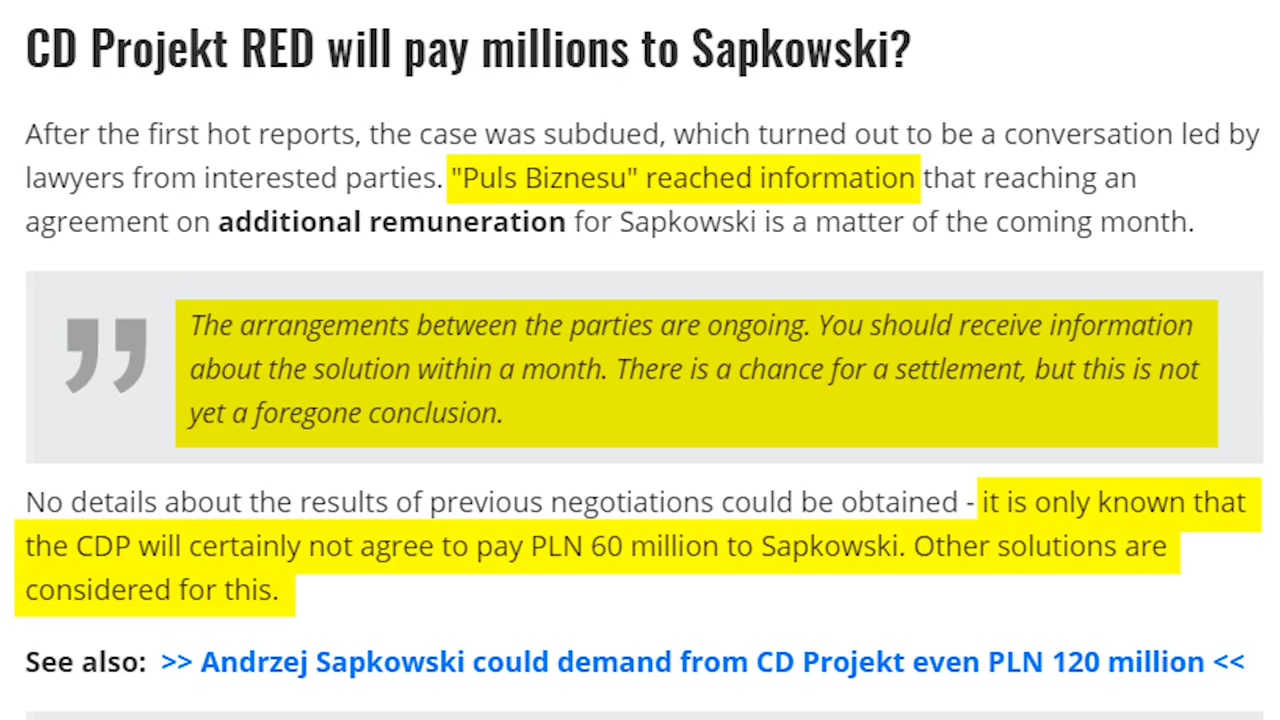 CD Projekt RED will pay millions to Sapkowski?
After the first hot reports, the case was subdued, which turned out to be a conversation led by
lawyers from interested parties. "Puls Biznesu" reached information that reaching an
agreement on additional remuneration for Sapkowski is a matter of the coming month.
The arrangements between the parties are ongoing. You should receive information
about the solution within a month. There is a chance for a settlement, but this is not
yet a foregone conclusion.
No details about the results of previous negotiations could be obtained - it is only known that
the CDP will certainly not agree to pay PLN 60 million to Sapkowski. Other solutions are
considered for this.
See also: >> Andrzej Sapkowski could demand from CD Projekt even PLN 120 million <<